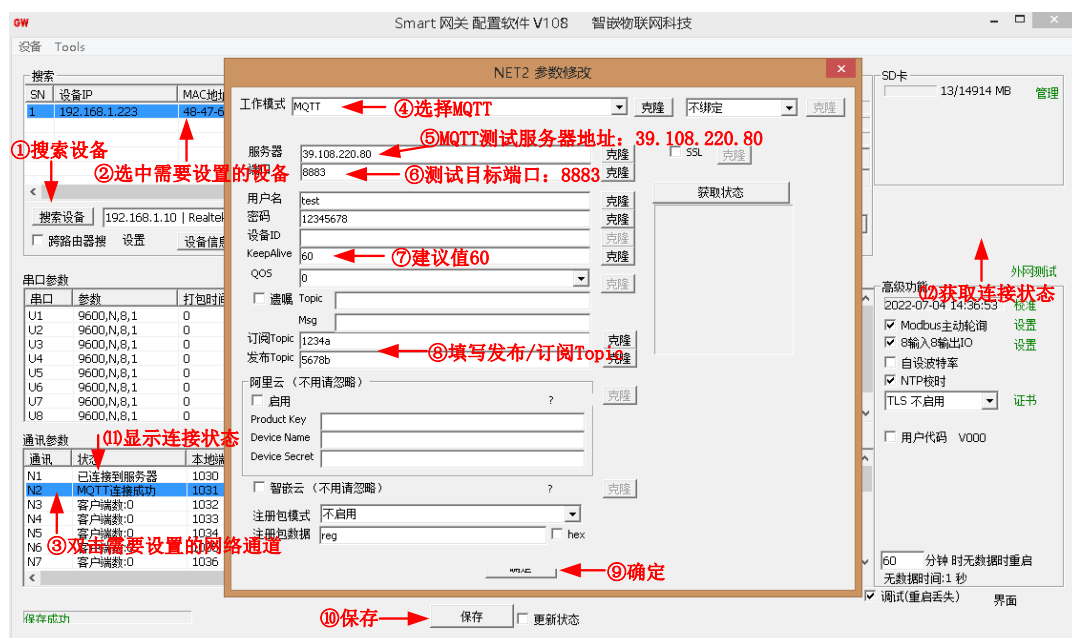 GW
Smart 网关 配置软件 V108 智嵌物联网科技
设备 Tools
搜索
SN 设备IP MAC地址
1 192.168.1.223 48-47-6
①搜索设备
②选中需要设置的设备
搜索设备 192.168.1.10 | Realtek
跨路由器搜 设置 设备信息
串口参数
串口 参数 打包时间
U1 9600,N,8,1 0
U2 9600,N,8,1 0
U3 9600,N,8,1 0
U4 9600,N,8,1 0
U5 9600,N,8,1 0
U6 9600,N,8,1 0
U7 9600,N,8,1 0
U8 9600,N,8,1 0
通讯参数
⑾显示连接状态
通讯 状态 本地端
N1 已连接到服务器 1030
N2 MQTT连接成功 1031
N3 客户端数:0 1032
N4 客户端数:0 1033
N5 客户端数:0 1034
N6
N7 客户端数:0 1036
③双击需要设置的网络通道
保存成功
NET2 参数修改
工作模式 MQTT ④选择MQTT 克隆 不绑定 克隆
⑤MQTT测试服务器地址：39.108.220.80
服务器 39.108.220.80 克隆 SSL 克隆
端口 8883 ⑥测试目标端口：8883 克隆
获取状态
用户名 test 克隆
密码 12345678 克隆
设备ID 克隆
KeepAlive 60 ⑦建议值60 克隆
QOS 0 克隆
遗嘱 Topic
Msg
订阅Topic 1234a 克隆
发布Topic 5678b ⑧填写发布/订阅Topic 克隆
阿里云（不用请忽略）
启用 ? 克隆
Product Key
Device Name
Device Secret
智嵌云（不用请忽略） ? 克隆
注册包模式 不启用
注册包数据 reg hex
确定 ⑨确定
⑩保存 保存 更新状态
SD卡
13/14914 MB 管理
外网测试
高级功能
⑿获取连接状态
2022-07-04 14:36:53 校准
Modbus主动轮询 设置
8输入8输出IO 设置
自设波特率
NTP校时
TLS 不启用 证书
用户代码 V000
60 分钟 时无数据时重启
无数据时间:1 秒
调试(重启丢失) 界面